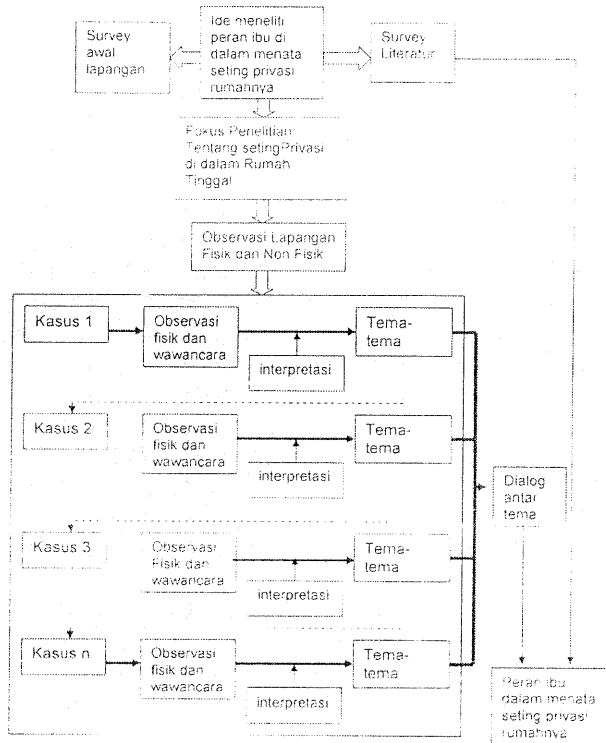 Survey
awal
lapangan
Ide meneliti
peran ibu di
dalam menata
seting privasi
rumahnya
Survey
Literatur
Fokus Penelitian
Tentang setingPrivasi
di dalam Rumah
Tinggal
Observasi Lapangan
Fisik dan Non Fisik
Kasus 1
Observasi
fisik dan
wawancara
interpretasi
Tema-
tema
Kasus 2
Observasi
fisik dan
wawancara
interpretasi
Tema-
tema
Kasus 3
Observasi
Fisik dan
wawancara
interpretasi
Tema-
tema
Kasus n
Observasi
fisik dan
wawancara
interpretasi
Tema-
tema
Dialog
antar
tema
Peran ibu
dalam menata
seting privasi
rumahnya